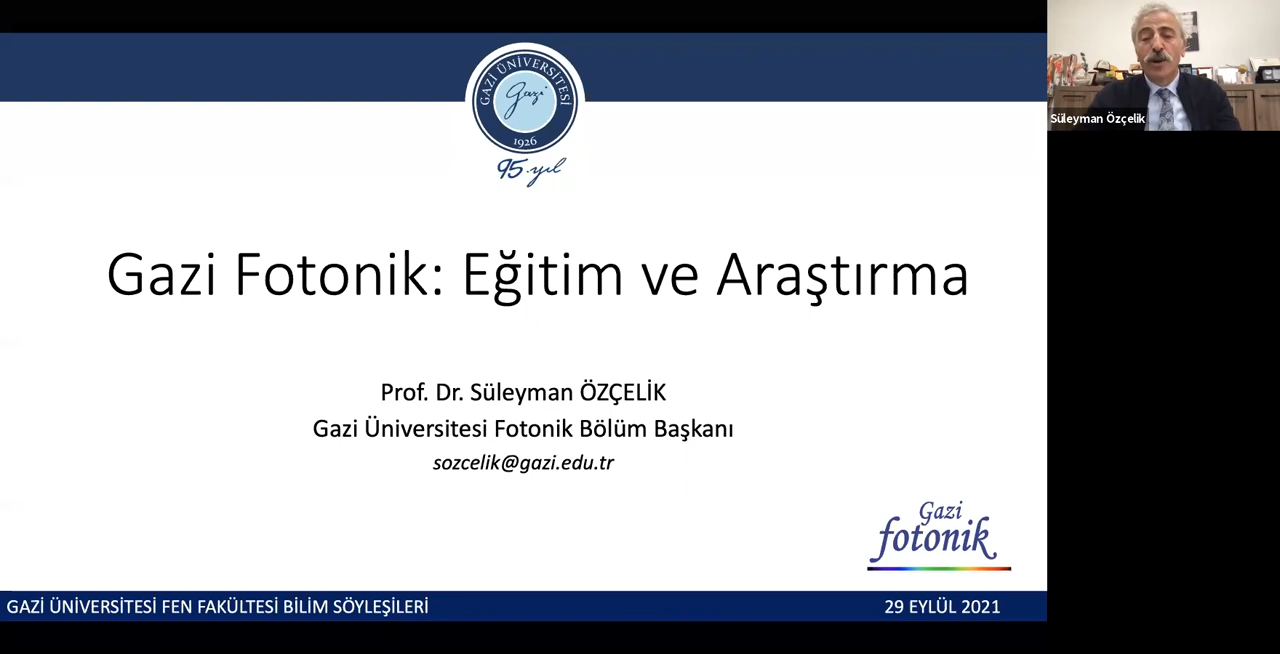 GAZİ ÜNİVERSİTESİ
gazi
1926
95.yıl
Süleyman Özçelik
Gazi Fotonik: Eğitim ve Araştırma
Prof. Dr. Süleyman ÖZÇELİK
Gazi Üniversitesi Fotonik Bölüm Başkanı
sozcelik@gazi.edu.tr
Gazi
fotonik
GAZİ ÜNİVERSİTESİ FEN FAKÜLTESİ BİLİM SÖYLEŞİLERİ
29 EYLÜL 2021